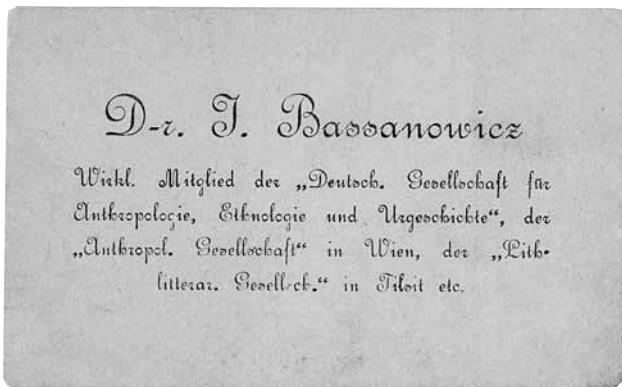 D-r. J. Bassanowicz
Wirkl. Mitglied der „Deutsch. Gesellschaft für
Anthropologie, Ethnologie und Urgeschichte“, der
„Anthropol. Gesellschaft“ in Wien, der „Lith-
litterar. Gesellsch.“ in Tilsit etc.